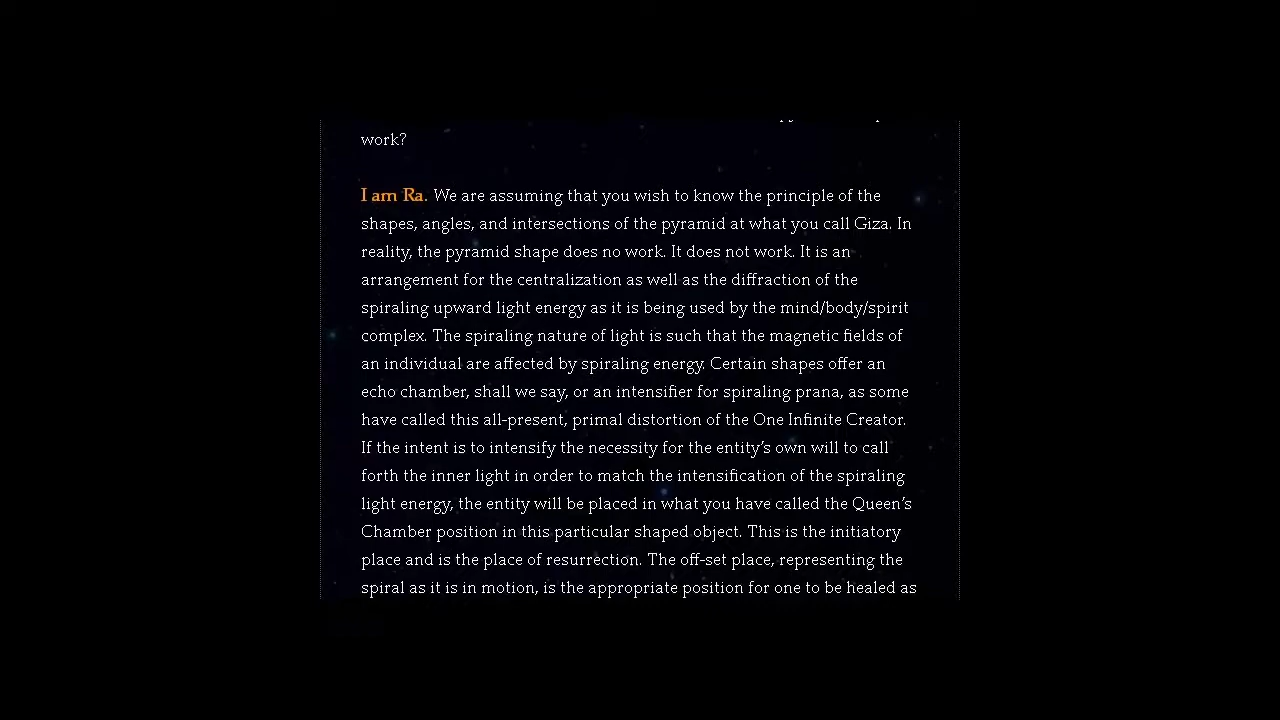 work?
I am Ra. We are assuming that you wish to know the principle of the
shapes, angles, and intersections of the pyramid at what you call Giza. In
reality, the pyramid shape does no work. It does not work. It is an
arrangement for the centralization as well as the diffraction of the
spiraling upward light energy as it is being used by the mind/body/spirit
complex. The spiraling nature of light is such that the magnetic fields of
an individual are affected by spiraling energy. Certain shapes offer an
echo chamber, shall we say, or an intensifier for spiraling prana, as some
have called this all-present, primal distortion of the One Infinite Creator.
If the intent is to intensify the necessity for the entity’s own will to call
forth the inner light in order to match the intensification of the spiraling
light energy, the entity will be placed in what you have called the Queen’s
Chamber position in this particular shaped object. This is the initiatory
place and is the place of resurrection. The off-set place, representing the
spiral as it is in motion, is the appropriate position for one to be healed as